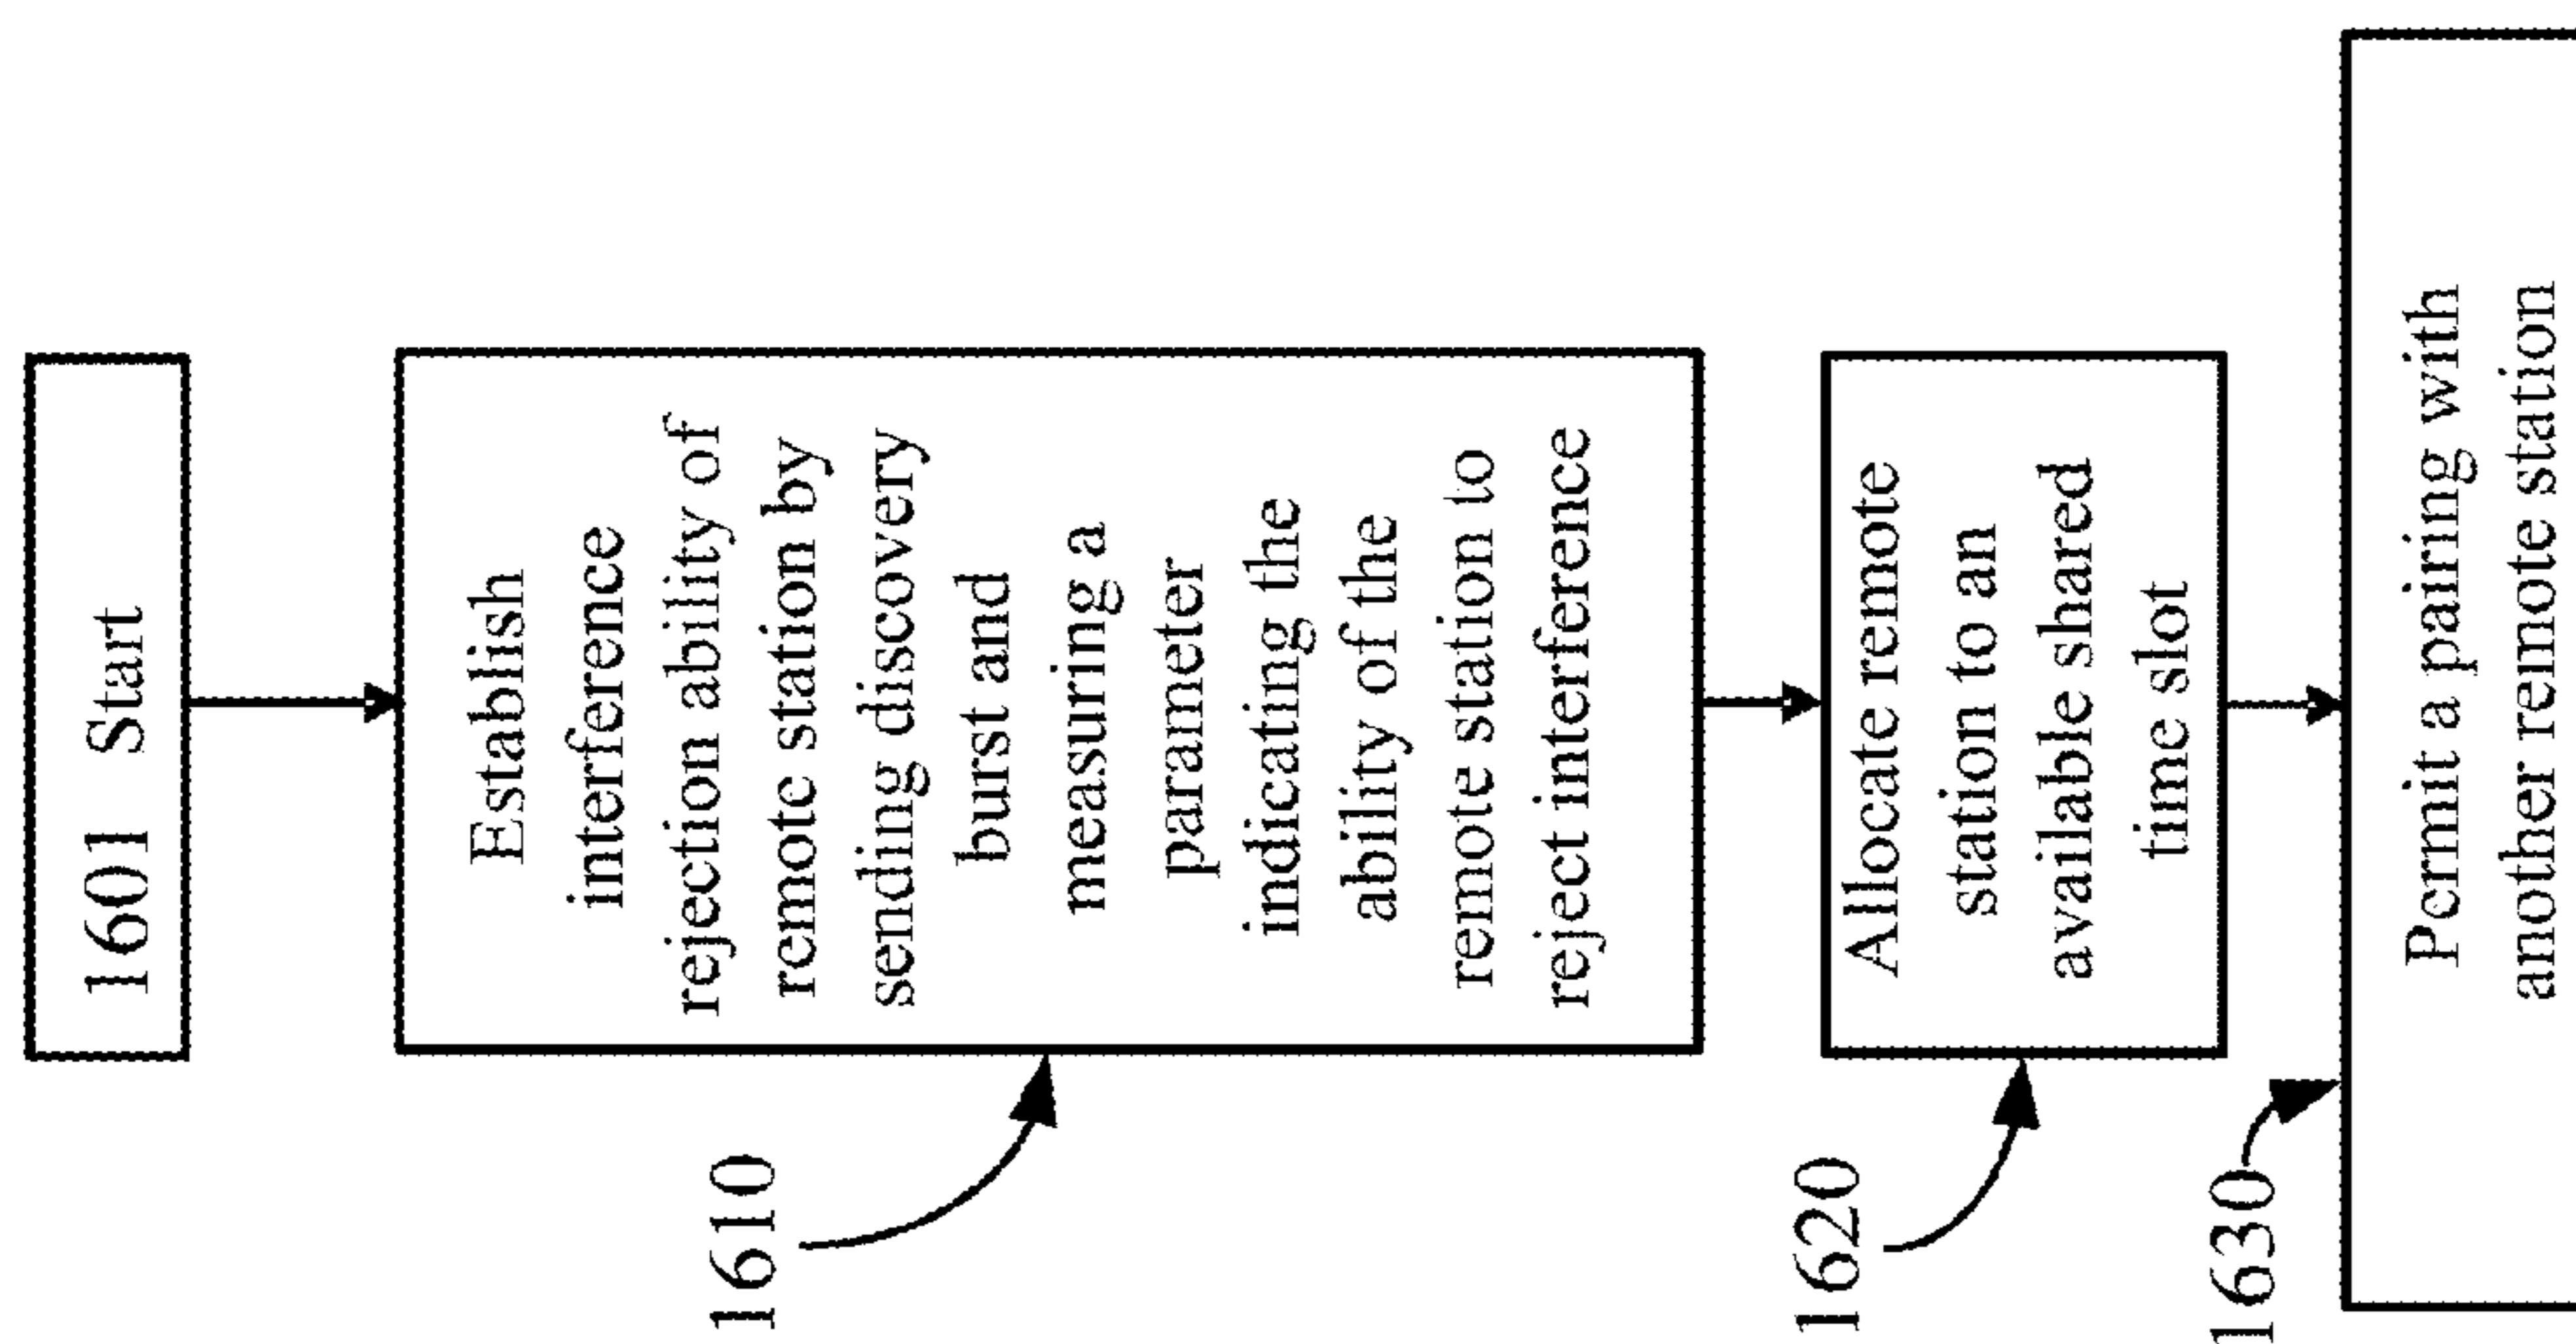 1601 Start
Establish
interference
rejection ability of
remote station by
sending discovery
burst and
measuring a
parameter
indicating the
ability of the
remote station to
reject interference
1610
Allocate remote
station to an
available shared
time slot
1620
Permit a pairing with
another remote station
1630